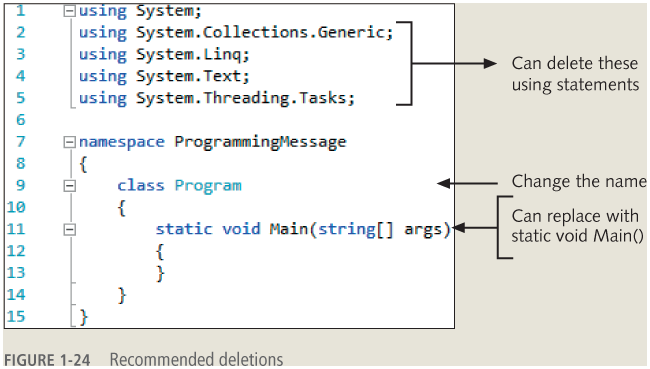 1 using System;
2 using System.Collections.Generic;
3 using System.Linq;
4 using System.Text;
5 using System.Threading.Tasks;
6
7 namespace ProgrammingMessage
8 {
9 class Program
10 {
11 static void Main(string[] args)
12 {
13 }
14 }
15 }
Can delete these
using statements
Change the name
Can replace with
static void Main()
FIGURE 1-24 Recommended deletions